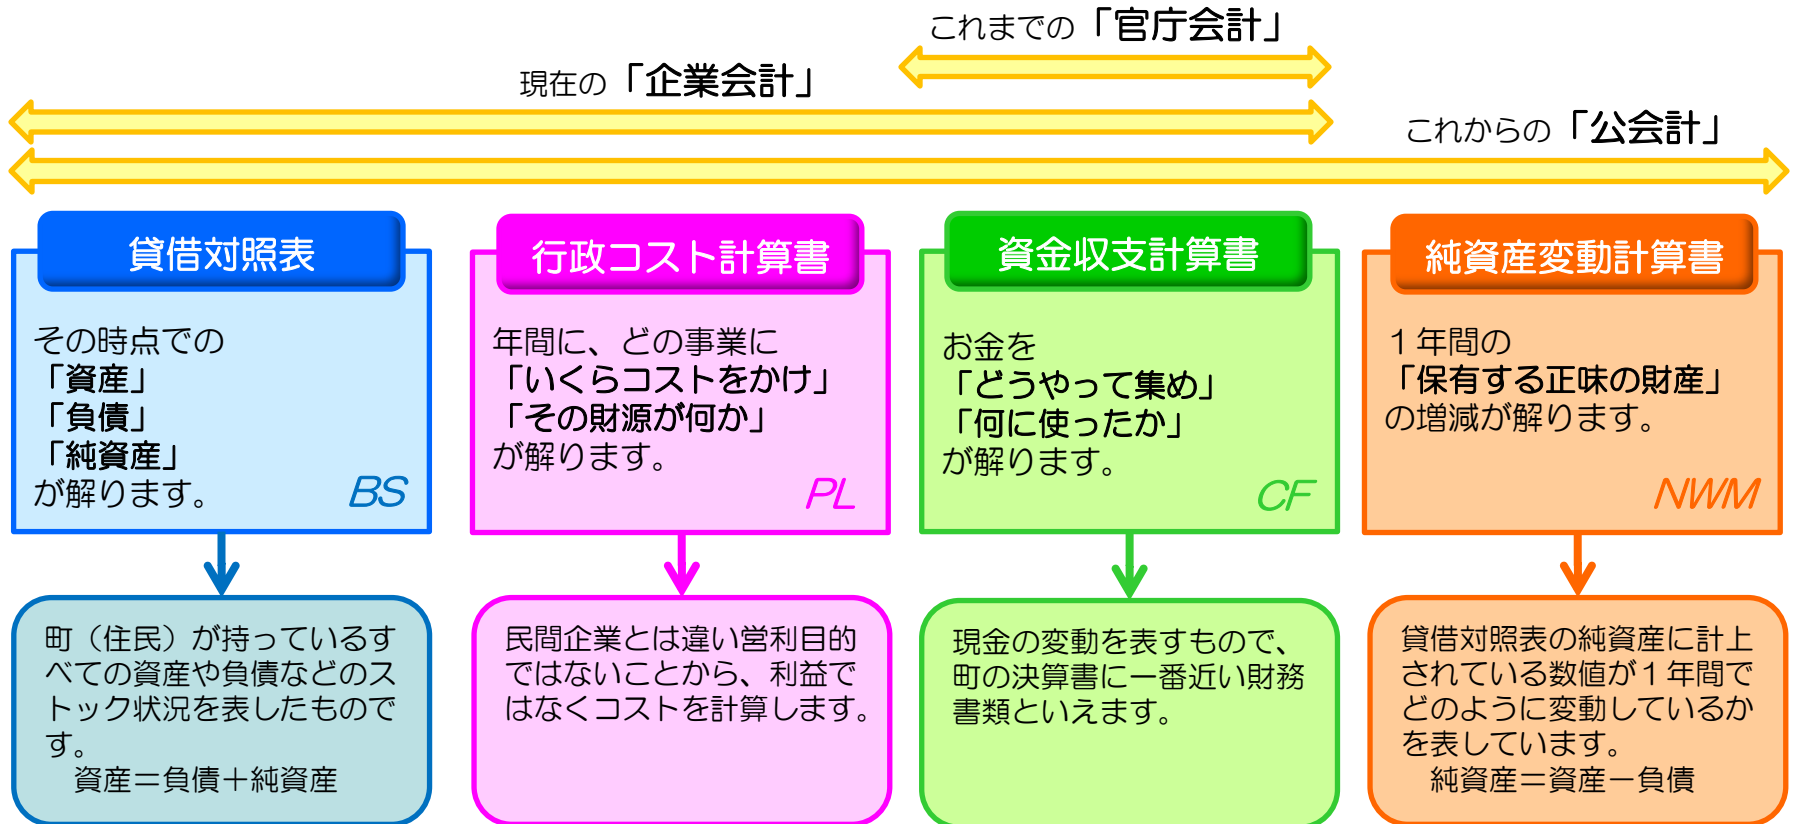 これまでの「官庁会計」
現在の「企業会計」
これからの「公会計」
貸借対照表
その時点での
「資産」
「負債」
「純資産」
が解ります。
BS
町（住民）が持っているす
べての資産や負債などのス
トック状況を表したもので
す。
資産＝負債＋純資産
行政コスト計算書
年間に、どの事業に
「いくらコストをかけ」
「その財源が何か」
が解ります。
PL
民間企業とは違い営利目的
ではないことから、利益で
はなくコストを計算します。
資金収支計算書
お金を
「どうやって集め」
「何に使ったか」
が解ります。
CF
現金の変動を表すもので、
町の決算書に一番近い財務
書類といえます。
純資産変動計算書
１年間の
「保有する正味の財産」
の増減が解ります。
NWM
貸借対照表の純資産に計上
されている数値が１年間で
どのように変動しているか
を表しています。
純資産＝資産－負債